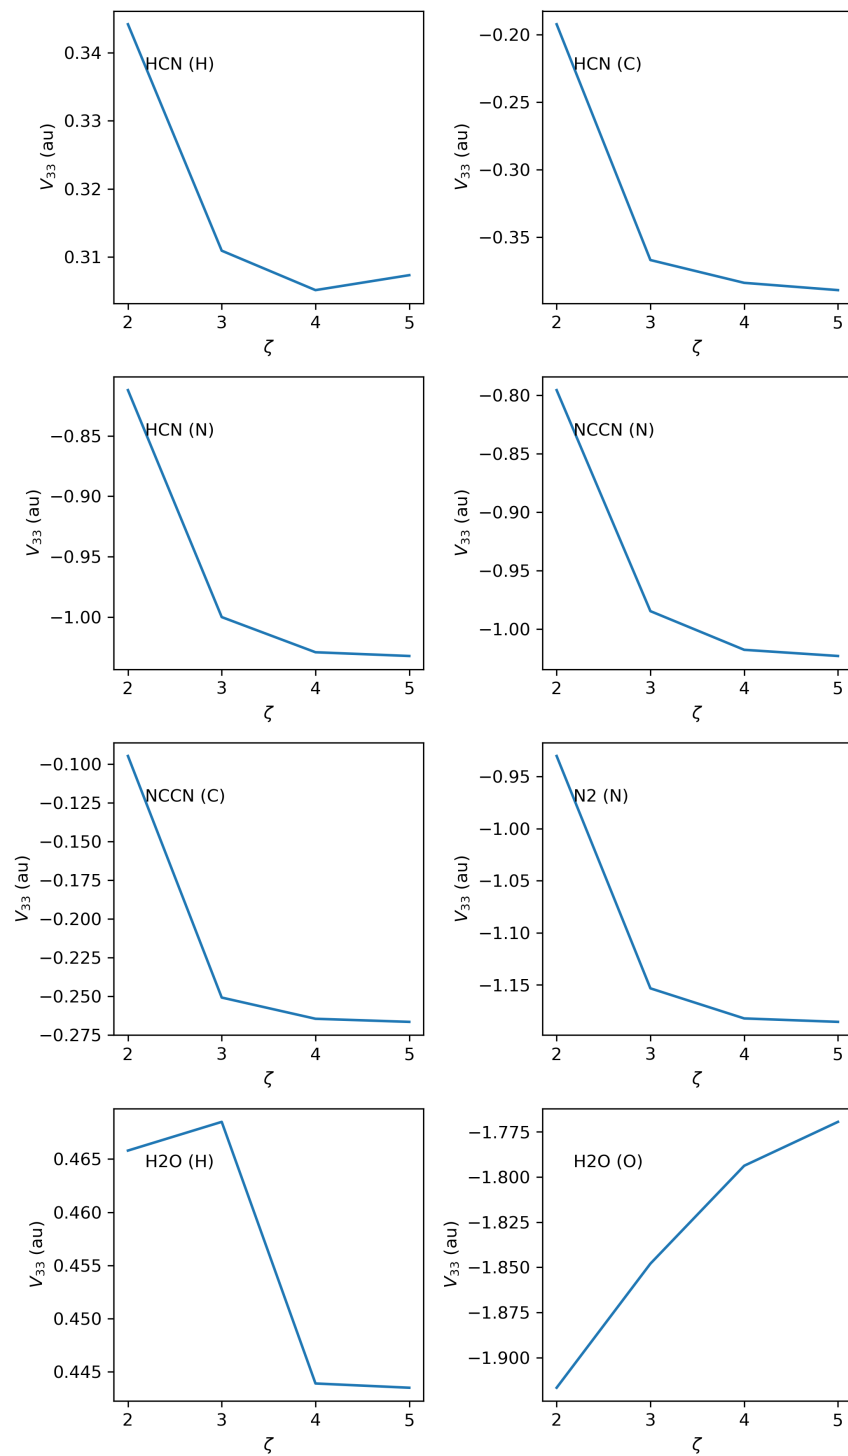 HCN (H)
V33 (au)
0.34
0.33
0.32
0.31
2 3 4 5
ζ
HCN (C)
V33 (au)
−0.20
−0.25
−0.30
−0.35
2 3 4 5
ζ
HCN (N)
V33 (au)
−0.85
−0.90
−0.95
−1.00
2 3 4 5
ζ
NCCN (N)
V33 (au)
−0.80
−0.85
−0.90
−0.95
−1.00
2 3 4 5
ζ
NCCN (C)
V33 (au)
−0.100
−0.125
−0.150
−0.175
−0.200
−0.225
−0.250
−0.275
2 3 4 5
ζ
N2 (N)
V33 (au)
−0.95
−1.00
−1.05
−1.10
−1.15
2 3 4 5
ζ
H2O (H)
V33 (au)
0.465
0.460
0.455
0.450
0.445
2 3 4 5
ζ
H2O (O)
V33 (au)
−1.775
−1.800
−1.825
−1.850
−1.875
−1.900
2 3 4 5
ζ